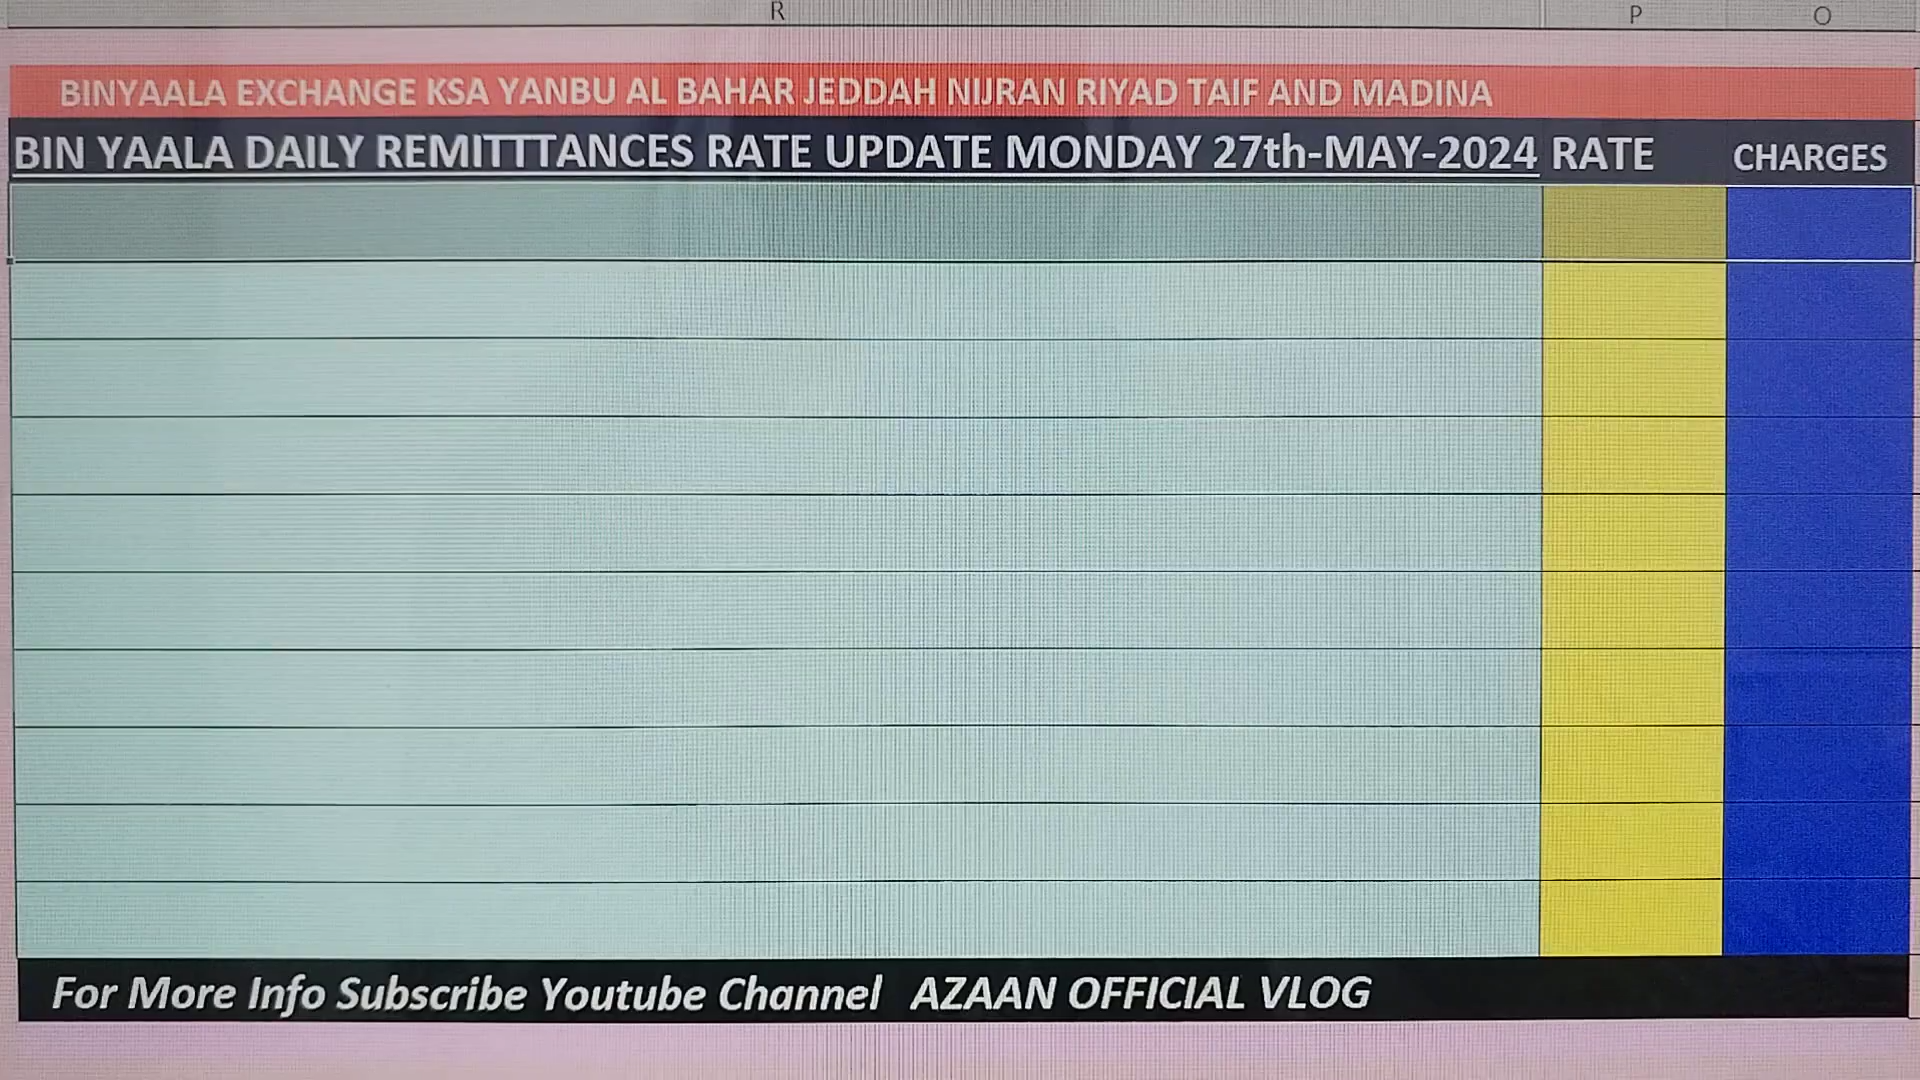 R P O
BINYAALA EXCHANGE KSA YANBU AL BAHAR JEDDAH NIJRAN RIYAD TAIF AND MADINA
BIN YAALA DAILY REMITTTANCES RATE UPDATE MONDAY 27th-MAY-2024 RATE CHARGES
For More Info Subscribe Youtube Channel AZAAN OFFICIAL VLOG